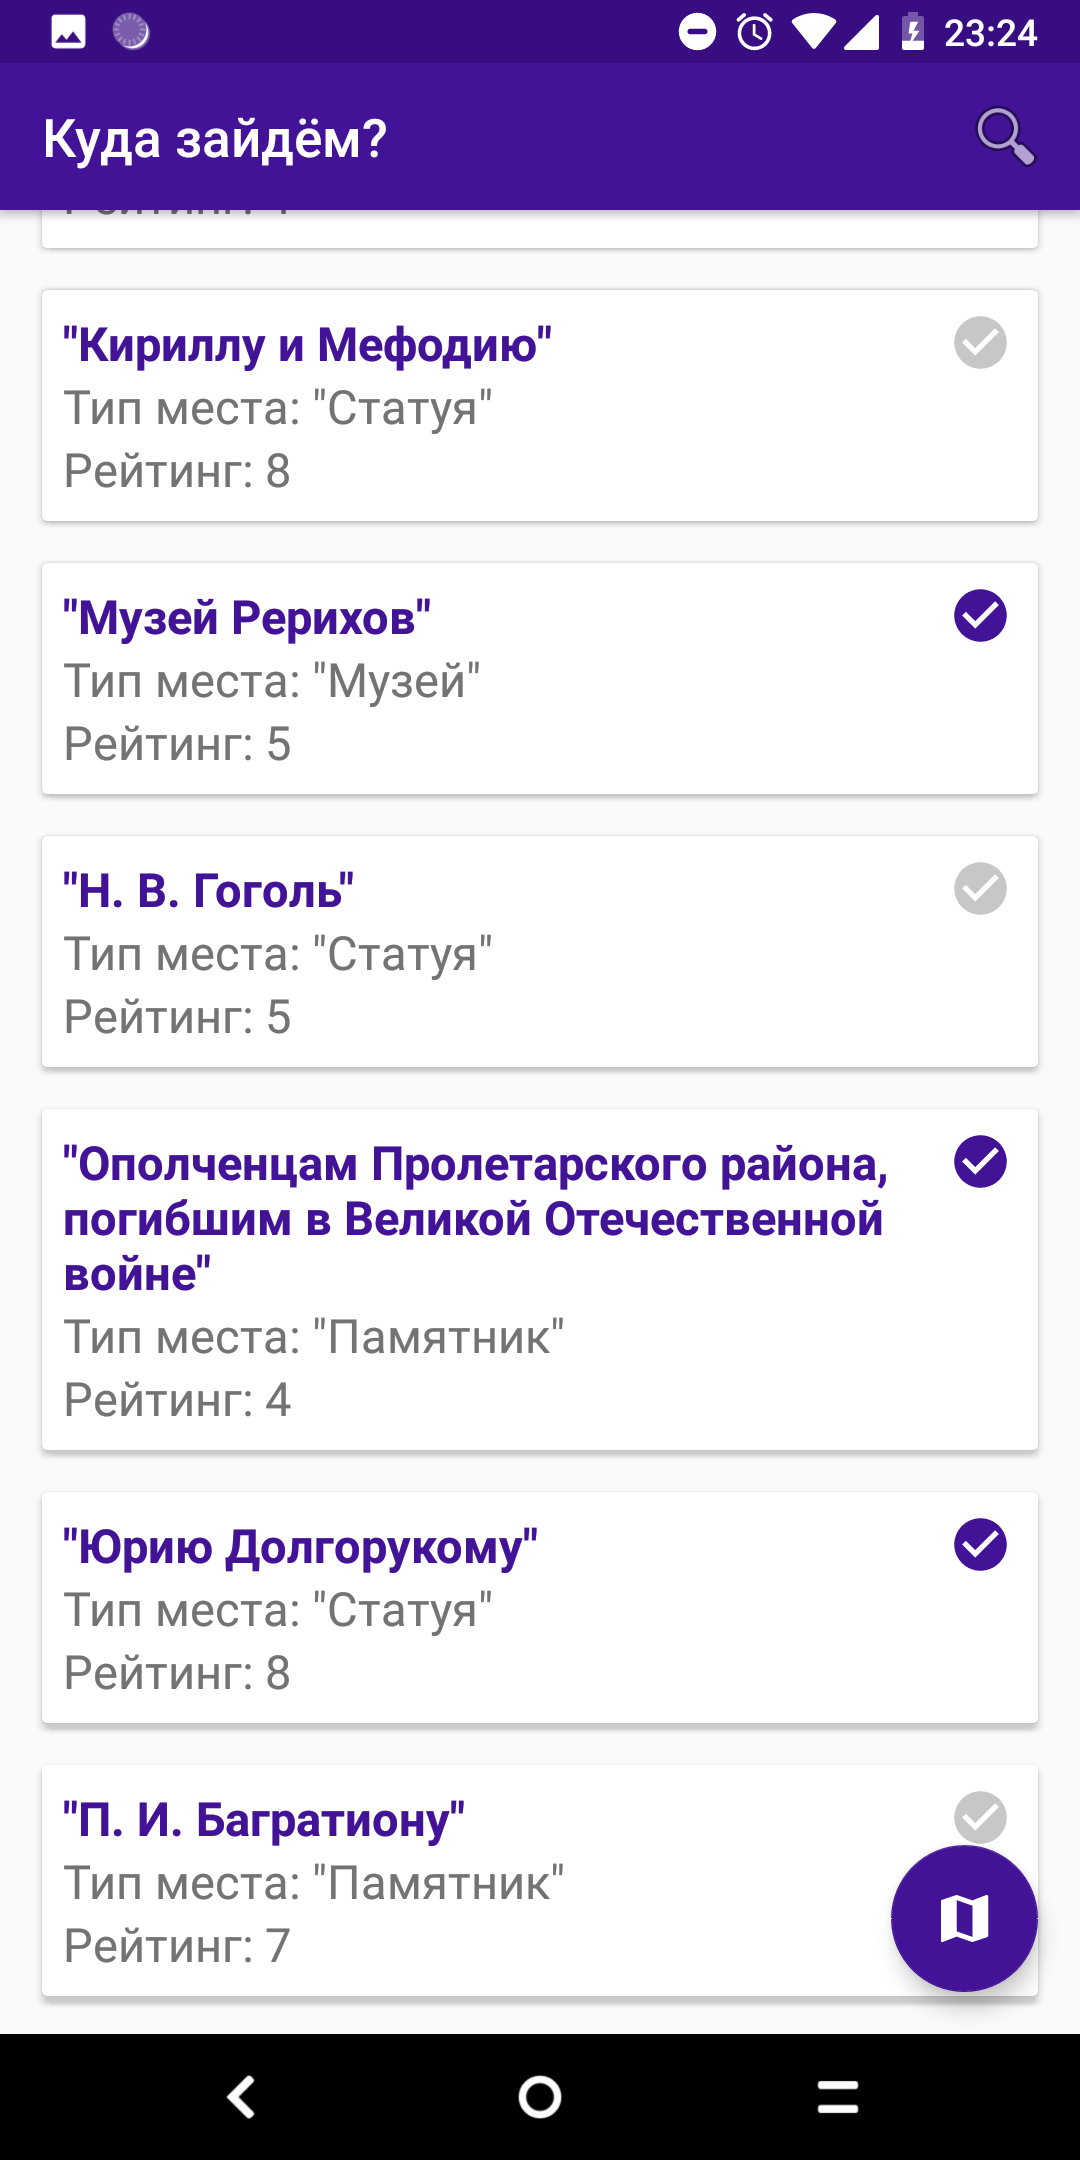 23:24
Куда зайдём?
"Кириллу и Мефодию"
Тип места: "Статуя"
Рейтинг: 8
"Музей Рерихов"
Тип места: "Музей"
Рейтинг: 5
"Н. В. Гоголь"
Тип места: "Статуя"
Рейтинг: 5
"Ополченцам Пролетарского района,
погибшим в Великой Отечественной
войне"
Тип места: "Памятник"
Рейтинг: 4
"Юрию Долгорукому"
Тип места: "Статуя"
Рейтинг: 8
"П. И. Багратиону"
Тип места: "Памятник"
Рейтинг: 7